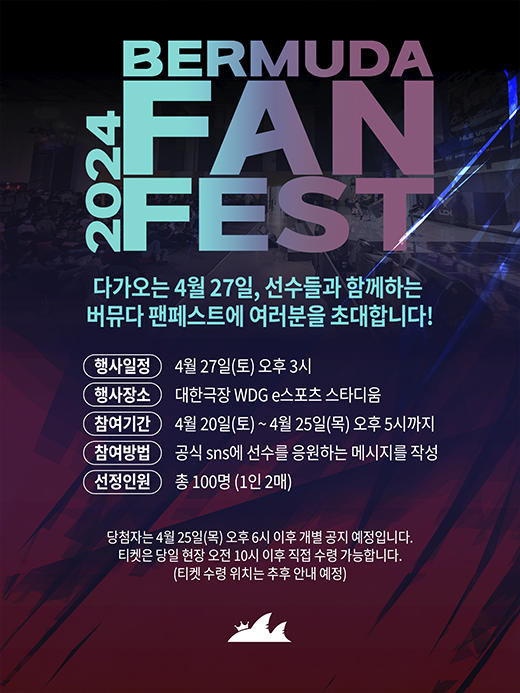 2024
BERMUDA
FAN
FEST
다가오는 4월 27일, 선수들과 함께하는
버뮤다 팬페스트에 여러분을 초대합니다!
행사일정 4월 27일(토) 오후 3시
행사장소 대한극장 WDG e스포츠 스타디움
참여기간 4월 20일(토) ~ 4월 25일(목) 오후 5시까지
참여방법 공식 sns에 선수를 응원하는 메시지를 작성
선정인원 총 100명 (1인 2매)
당첨자는 4월 25일(목) 오후 6시 이후 개별 공지 예정입니다.
티켓은 당일 현장 오전 10시 이후 직접 수령 가능합니다.
(티켓 수령 위치는 추후 안내 예정)